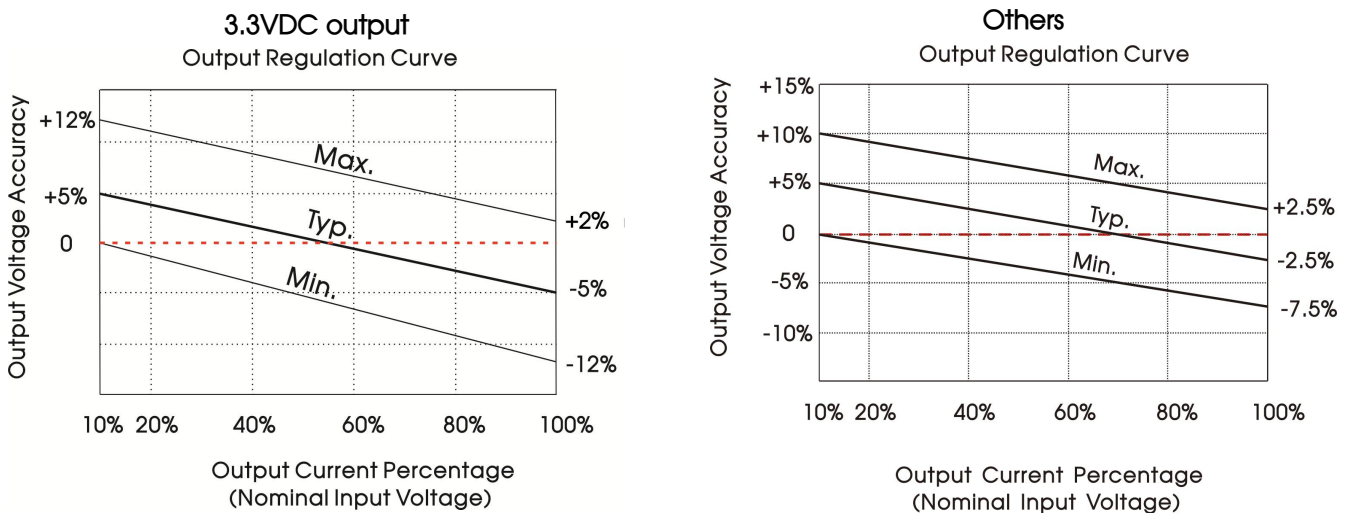 3.3VDC output
Output Regulation Curve
Output Voltage Accuracy
+12%
+5%
0
Max.
Typ.
Min.
+2%
-5%
-12%
10% 20% 40% 60% 80% 100%
Output Current Percentage
(Nominal Input Voltage)
Others
Output Regulation Curve
Output Voltage Accuracy
+15%
+10%
+5%
0
-5%
-10%
Max.
Typ.
Min.
+2.5%
-2.5%
-7.5%
10% 20% 40% 60% 80% 100%
Output Current Percentage
(Nominal Input Voltage)